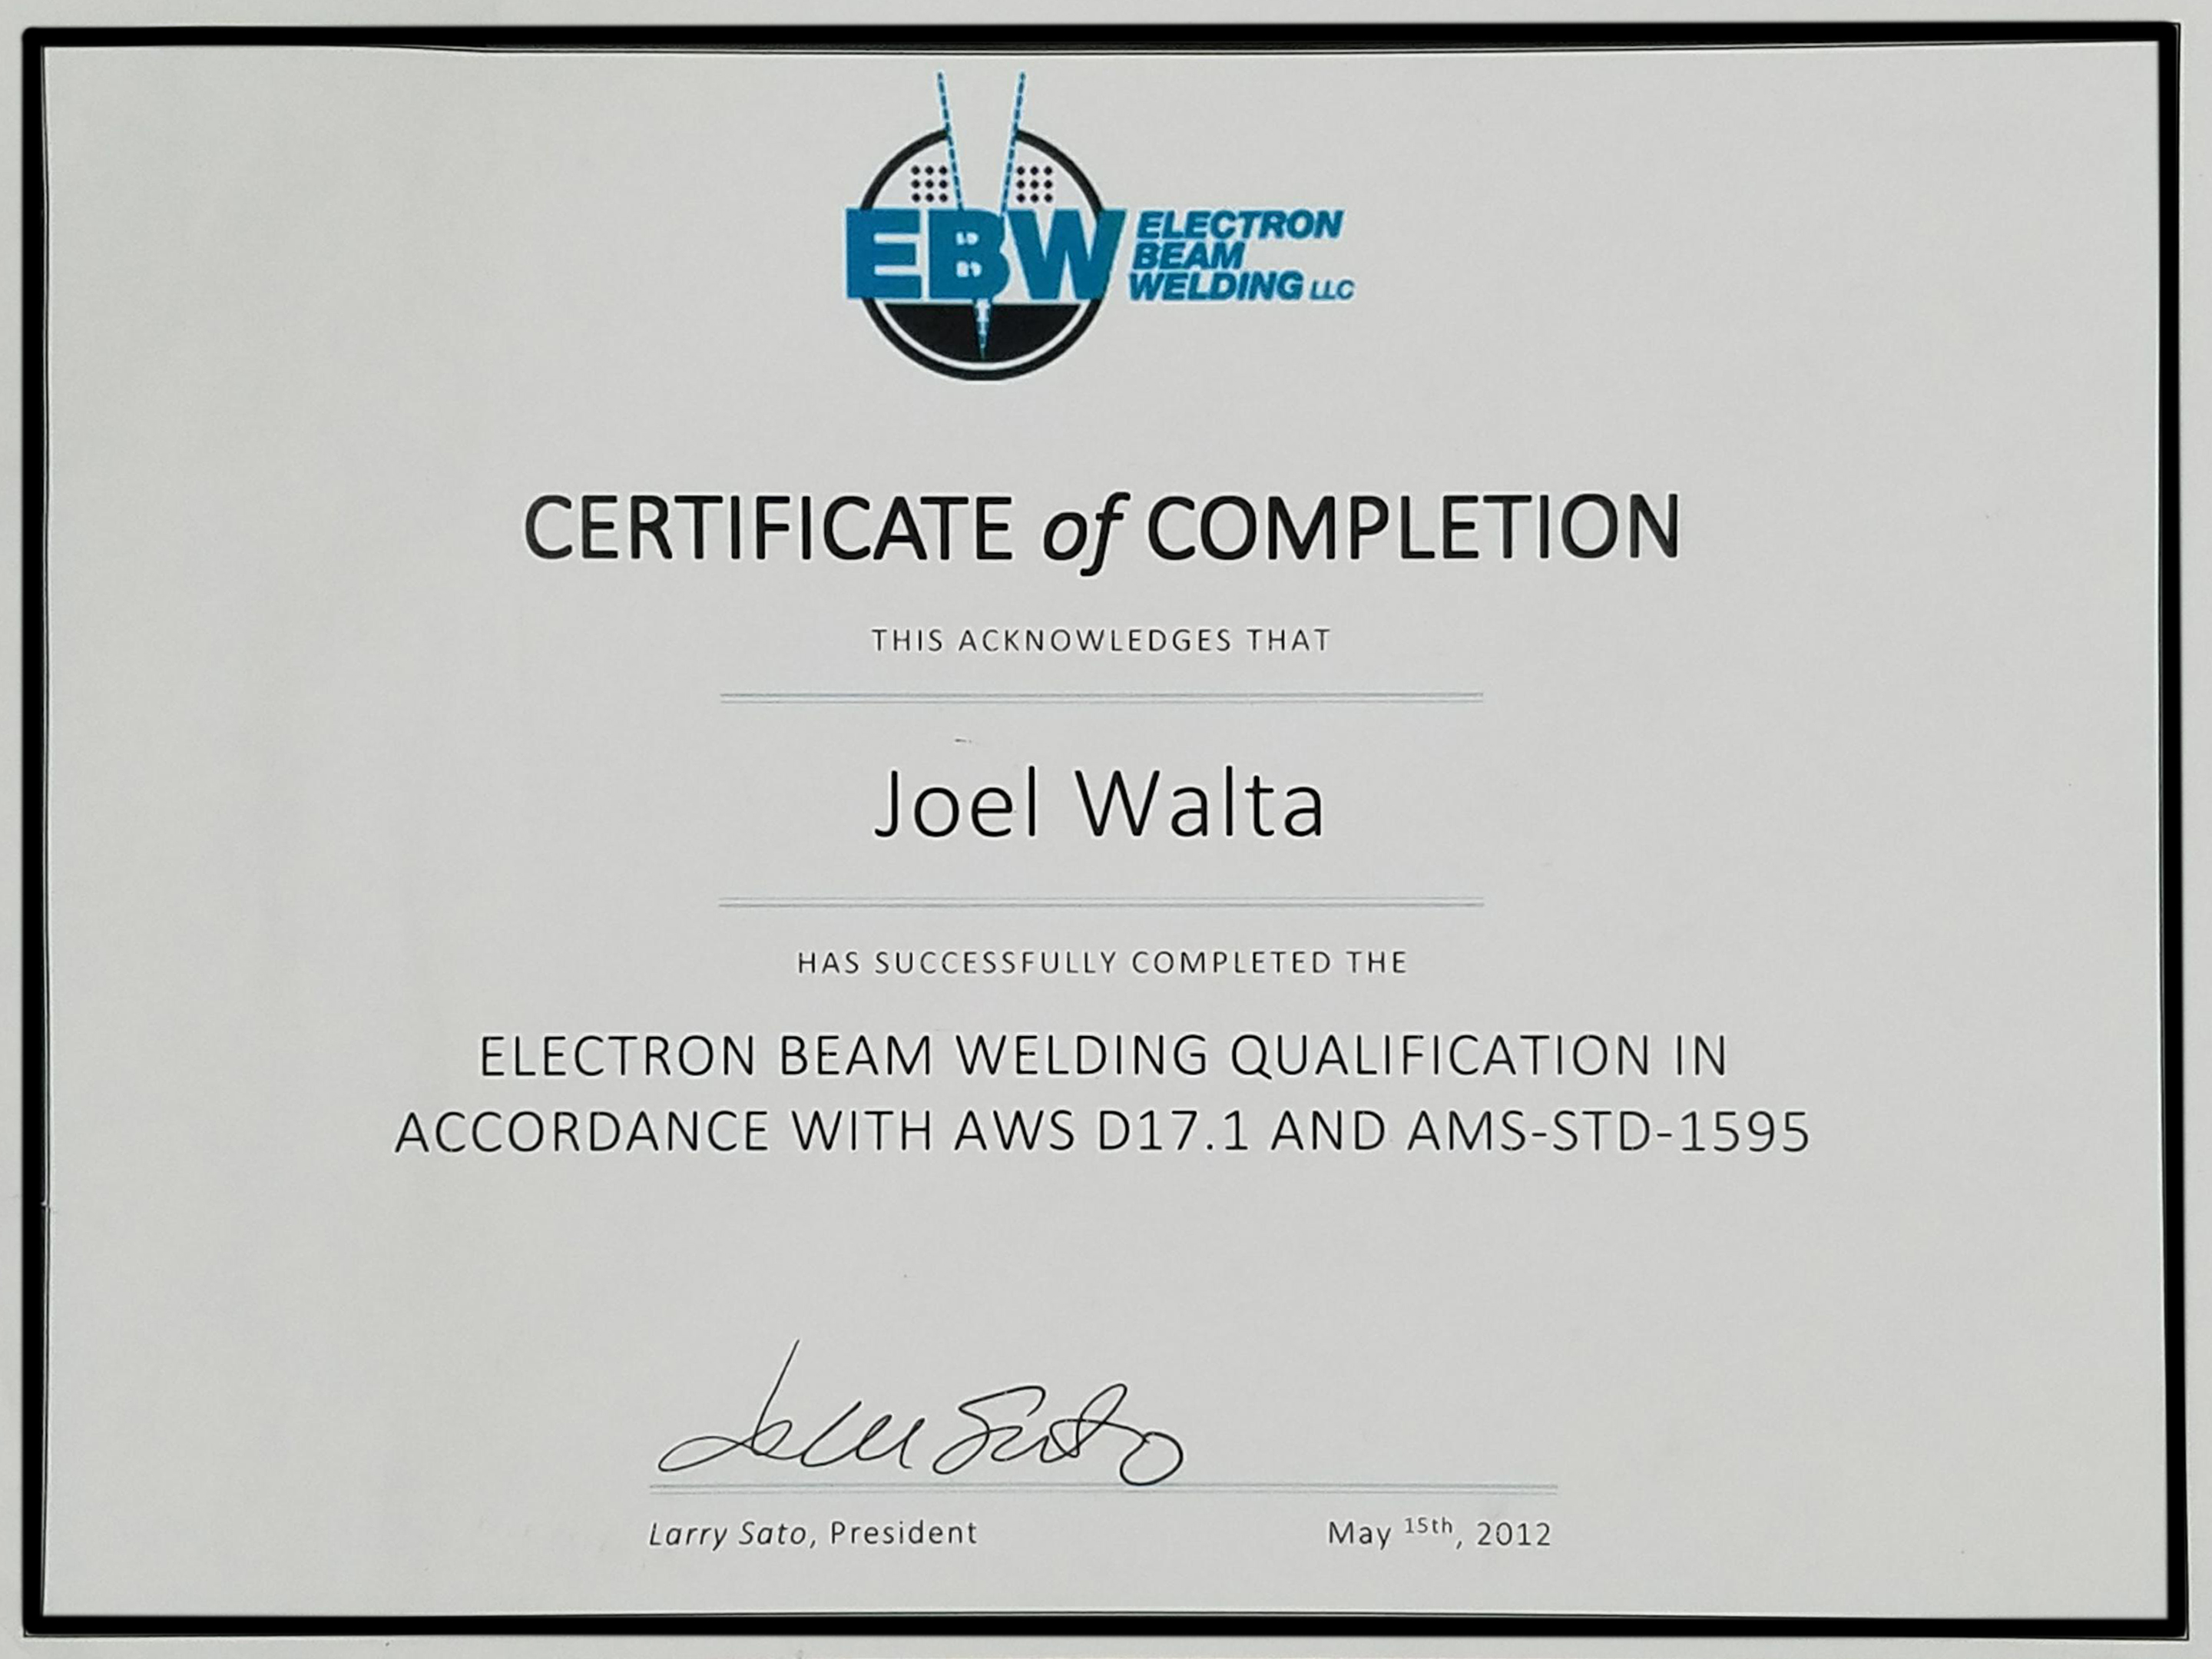 EBW ELECTRON
BEAM
WELDING LLC
CERTIFICATE of COMPLETION
THIS ACKNOWLEDGES THAT
Joel Walta
HAS SUCCESSFULLY COMPLETED THE
ELECTRON BEAM WELDING QUALIFICATION IN
ACCORDANCE WITH AWS D17.1 AND AMS-STD-1595
Larry Sato
Larry Sato, President May 15th, 2012